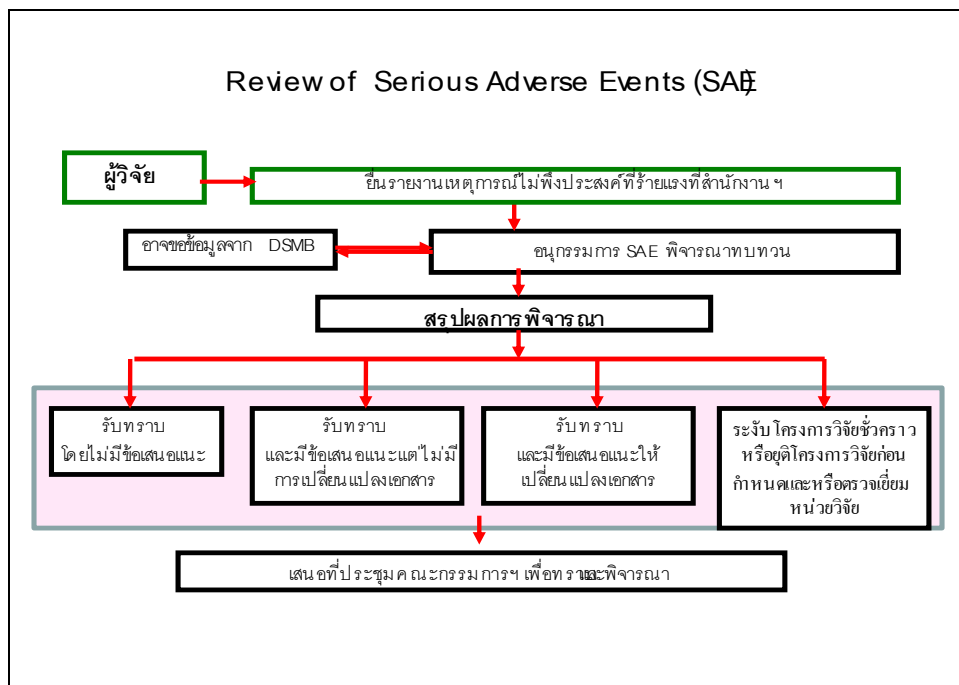 Review of Serious Adverse Events (SAE)
ผู้วิจัย
ยื่นรายงานเหตุการณ์ไม่พึงประสงค์ที่ร้ายแรงที่สำนักงานฯ
อาจขอข้อมูลจาก DSMB
อนุกรรมการ SAE พิจารณาทบทวน
สรุปผลการพิจารณา
รับทราบ
โดยไม่มีข้อเสนอแนะ
รับทราบ
และมีข้อเสนอแนะแต่ไม่มี
การเปลี่ยนแปลงเอกสาร
รับทราบ
และมีข้อเสนอแนะให้
เปลี่ยนแปลงเอกสาร
ระงับโครงการวิจัยชั่วคราว
หรือยุติโครงการวิจัยก่อน
กำหนดและหรือตรวจเยี่ยม
หน่วยวิจัย
เสนอที่ประชุมคณะกรรมการฯ เพื่อทราบและพิจารณา